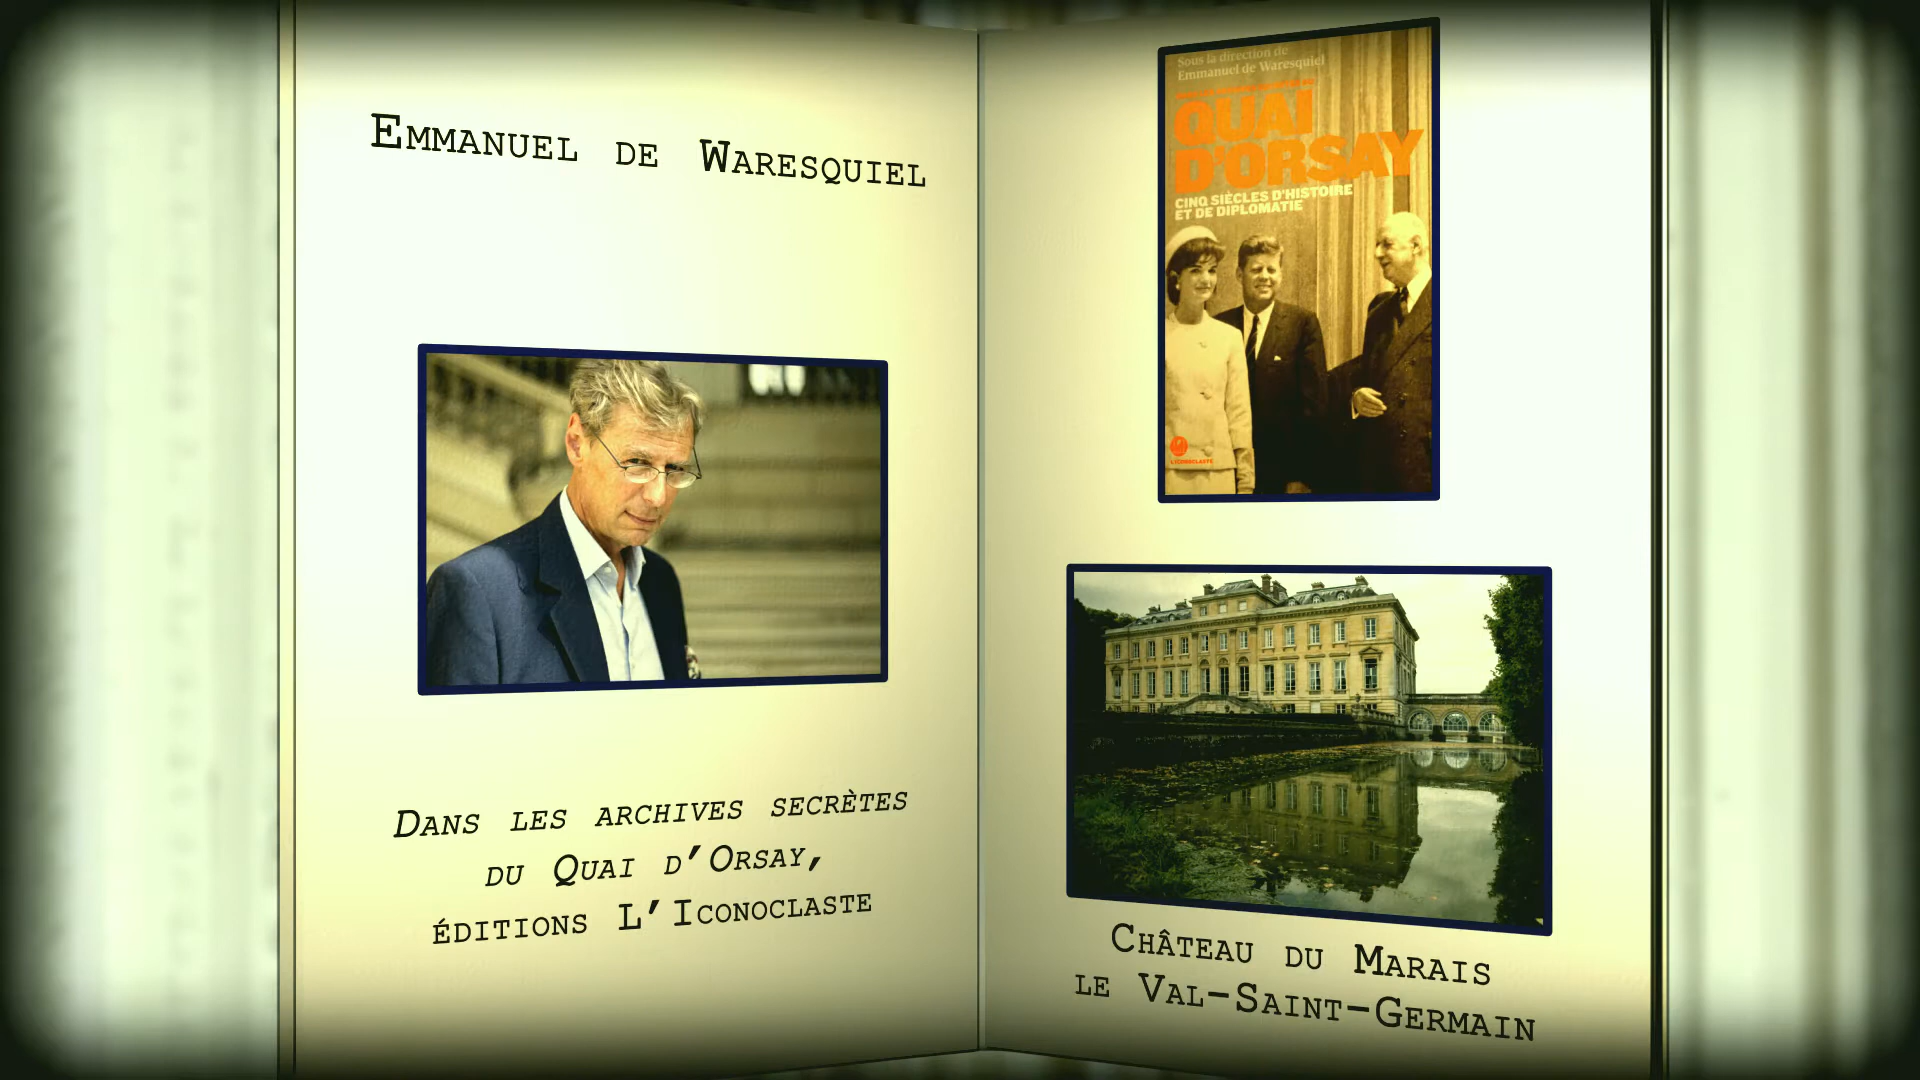 Emmanuel de Waresquiel
Dans les archives secrètes
du Quai d'Orsay,
éditions L'Iconoclaste
Sous la direction de
Emmanuel de Waresquiel
QUAI
D'ORSAY
CINQ SIÈCLES D'HISTOIRE
ET DE DIPLOMATIE
L'ICONOCLASTE
Château du Marais
le Val-Saint-Germain